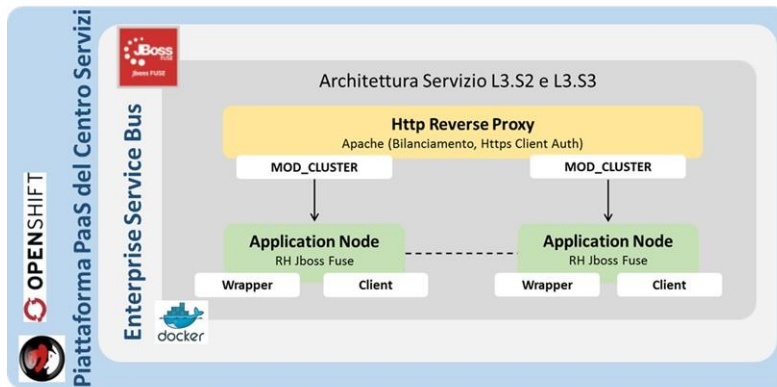 Piattaforma PaaS del Centro Servizi
OPENSHIFT
Enterprise Service Bus
JBoss
FUSE
Jboss FUSE
docker
Architettura Servizio L3.S2 e L3.S3
Http Reverse Proxy
Apache (Bilanciamento, Https Client Auth)
MOD_CLUSTER
MOD_CLUSTER
Application Node
RH Jboss Fuse
Wrapper
Client
Application Node
RH Jboss Fuse
Wrapper
Client